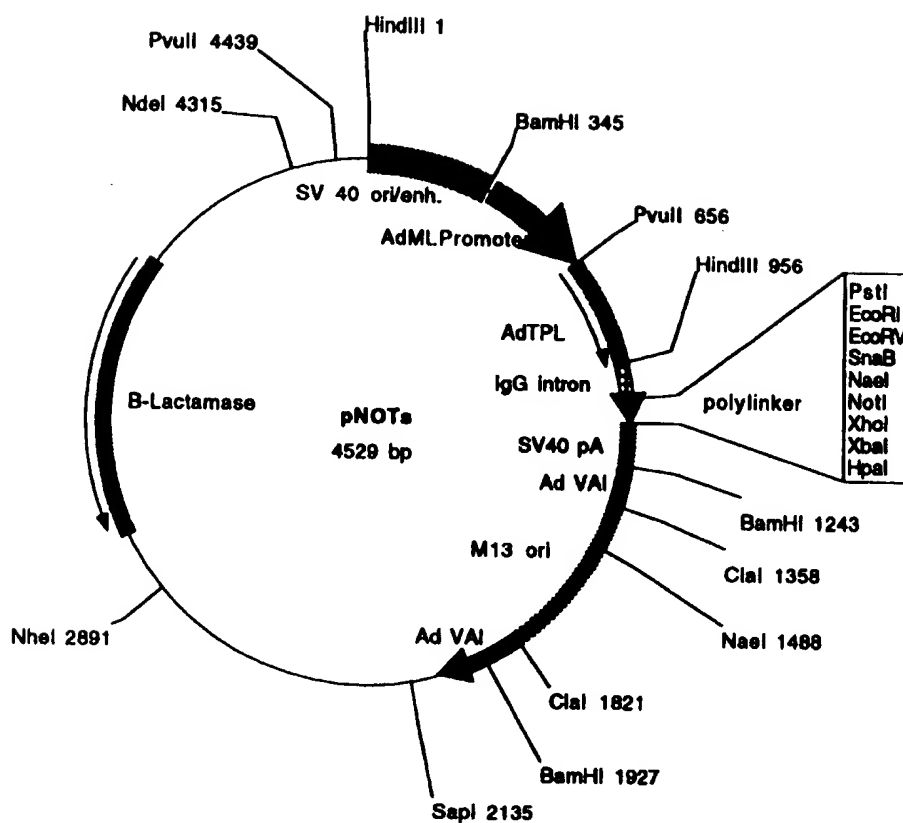 HindIII 1
PvuII 4439
NdeI 4315
BamHI 345
SV 40 ori/enh.
AdMLPromoter
PvuII 656
HindIII 956
AdTPL
IgG intron
PstI
EcoRI
EcoRV
SnaB
NaeI
NotI
XhoI
XbaI
HpaI
polylinker
B-Lactamase
pNOTs
4529 bp
SV40 pA
Ad VAI
BamHI 1243
M13 ori
ClaI 1358
NaeI 1488
NheI 2891
Ad VAI
ClaI 1821
BamHI 1927
SapI 2135